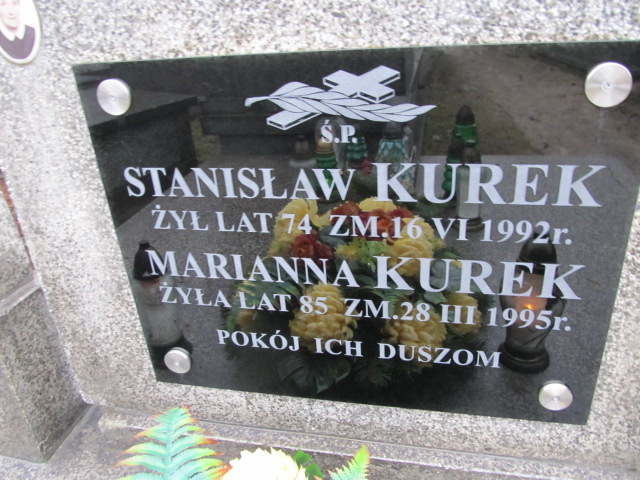 Ś.P.
STANISŁAW KUREK
ŻYŁ LAT 74 ZM.16 VI 1992r.
MARIANNA KUREK
ŻYŁA LAT 85 ZM.28 III 1995r.
POKÓJ ICH DUSZOM